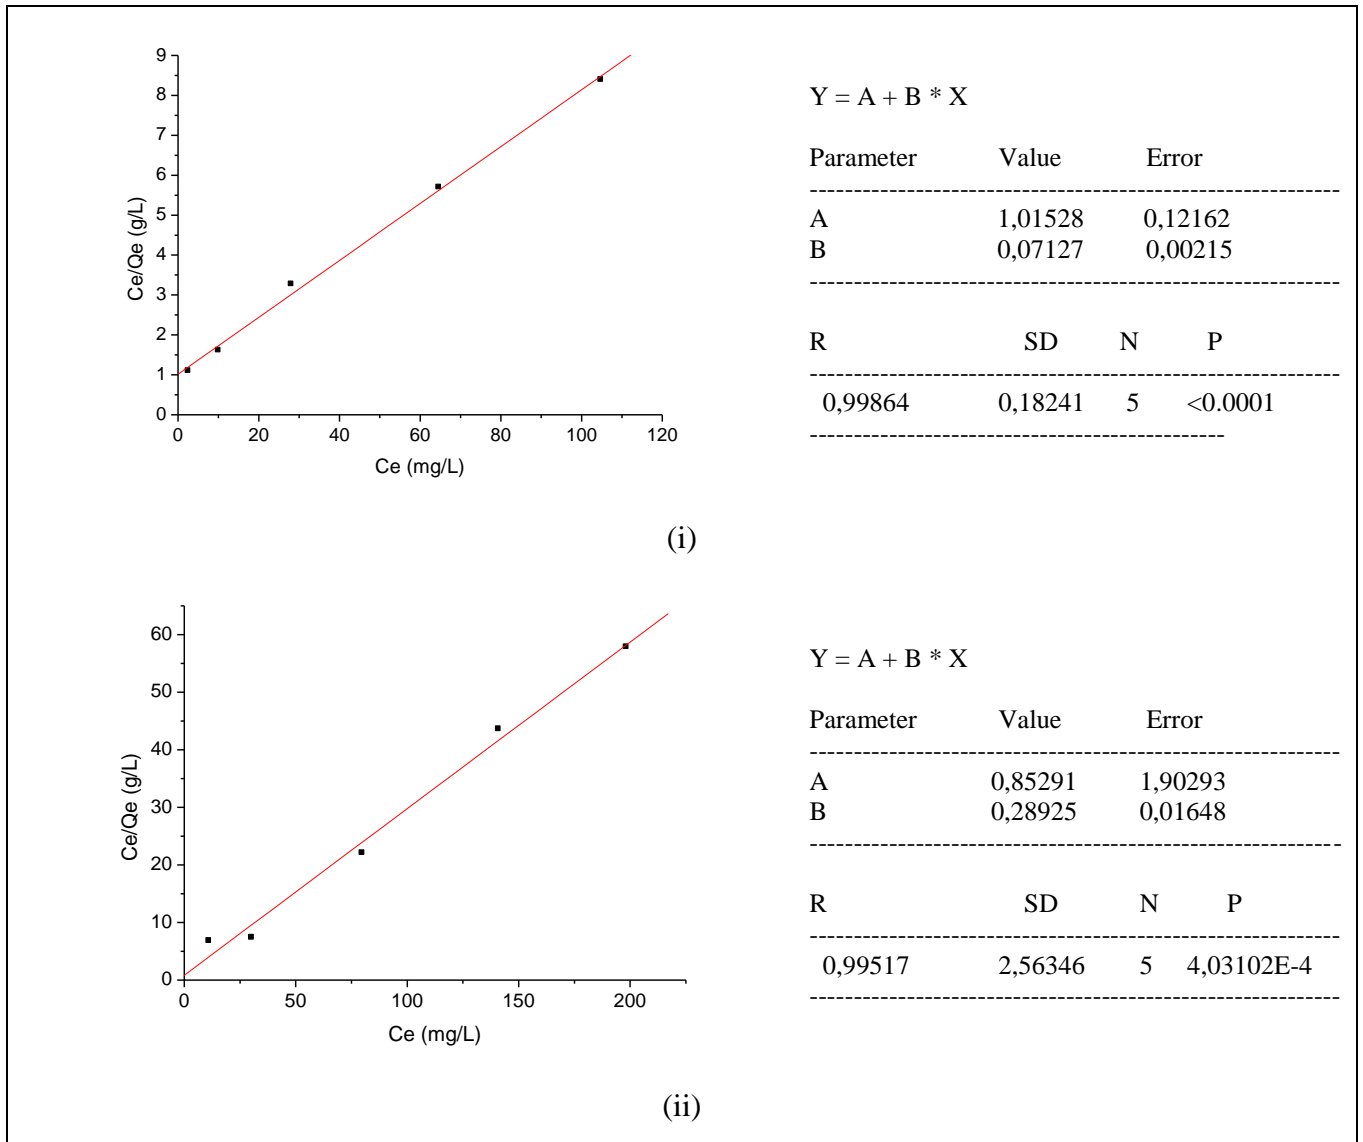 9
8
7
6
5
4
3
2
1
0
Ce/Qe (g/L)
0 20 40 60 80 100 120
Ce (mg/L)
Y = A + B * X
Parameter Value Error
------------------------------------------------------------
A 1,01528 0,12162
B 0,07127 0,00215
------------------------------------------------------------
R SD N P
------------------------------------------------------------
0,99864 0,18241 5 <0.0001
------------------------------------------------------------
(i)
60
50
40
30
20
10
0
Ce/Qe (g/L)
0 50 100 150 200
Ce (mg/L)
Y = A + B * X
Parameter Value Error
------------------------------------------------------------
A 0,85291 1,90293
B 0,28925 0,01648
------------------------------------------------------------
R SD N P
------------------------------------------------------------
0,99517 2,56346 5 4,03102E-4
------------------------------------------------------------
(ii)